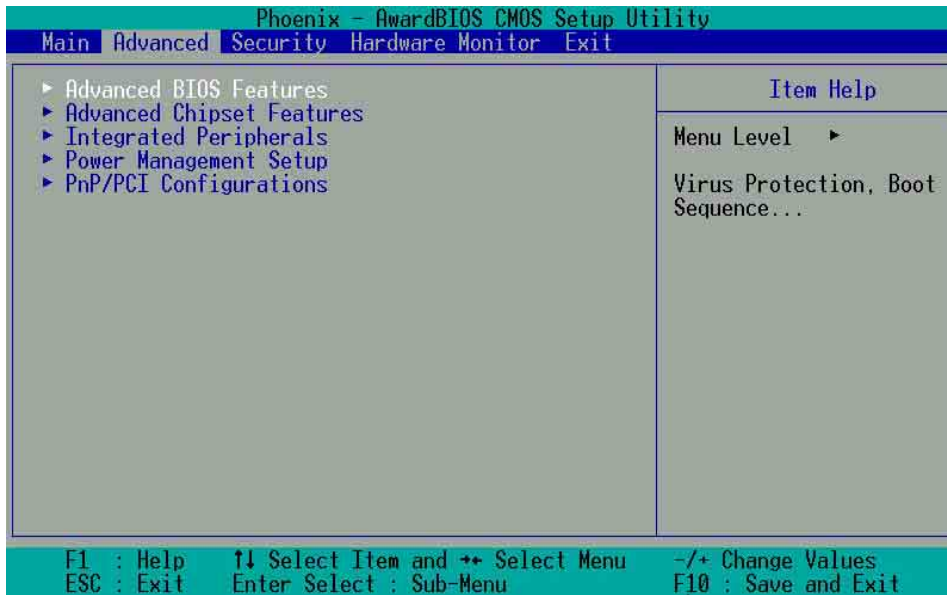 Phoenix - AwardBIOS CMOS Setup Utility
Main Advanced Security Hardware Monitor Exit
► Advanced BIOS Features
► Advanced Chipset Features
► Integrated Peripherals
► Power Management Setup
► PnP/PCI Configurations
Item Help
Menu Level ►
Virus Protection, Boot
Sequence...
F1 : Help ↑↓ Select Item and →← Select Menu -/+ Change Values
ESC : Exit Enter Select : Sub-Menu F10 : Save and Exit